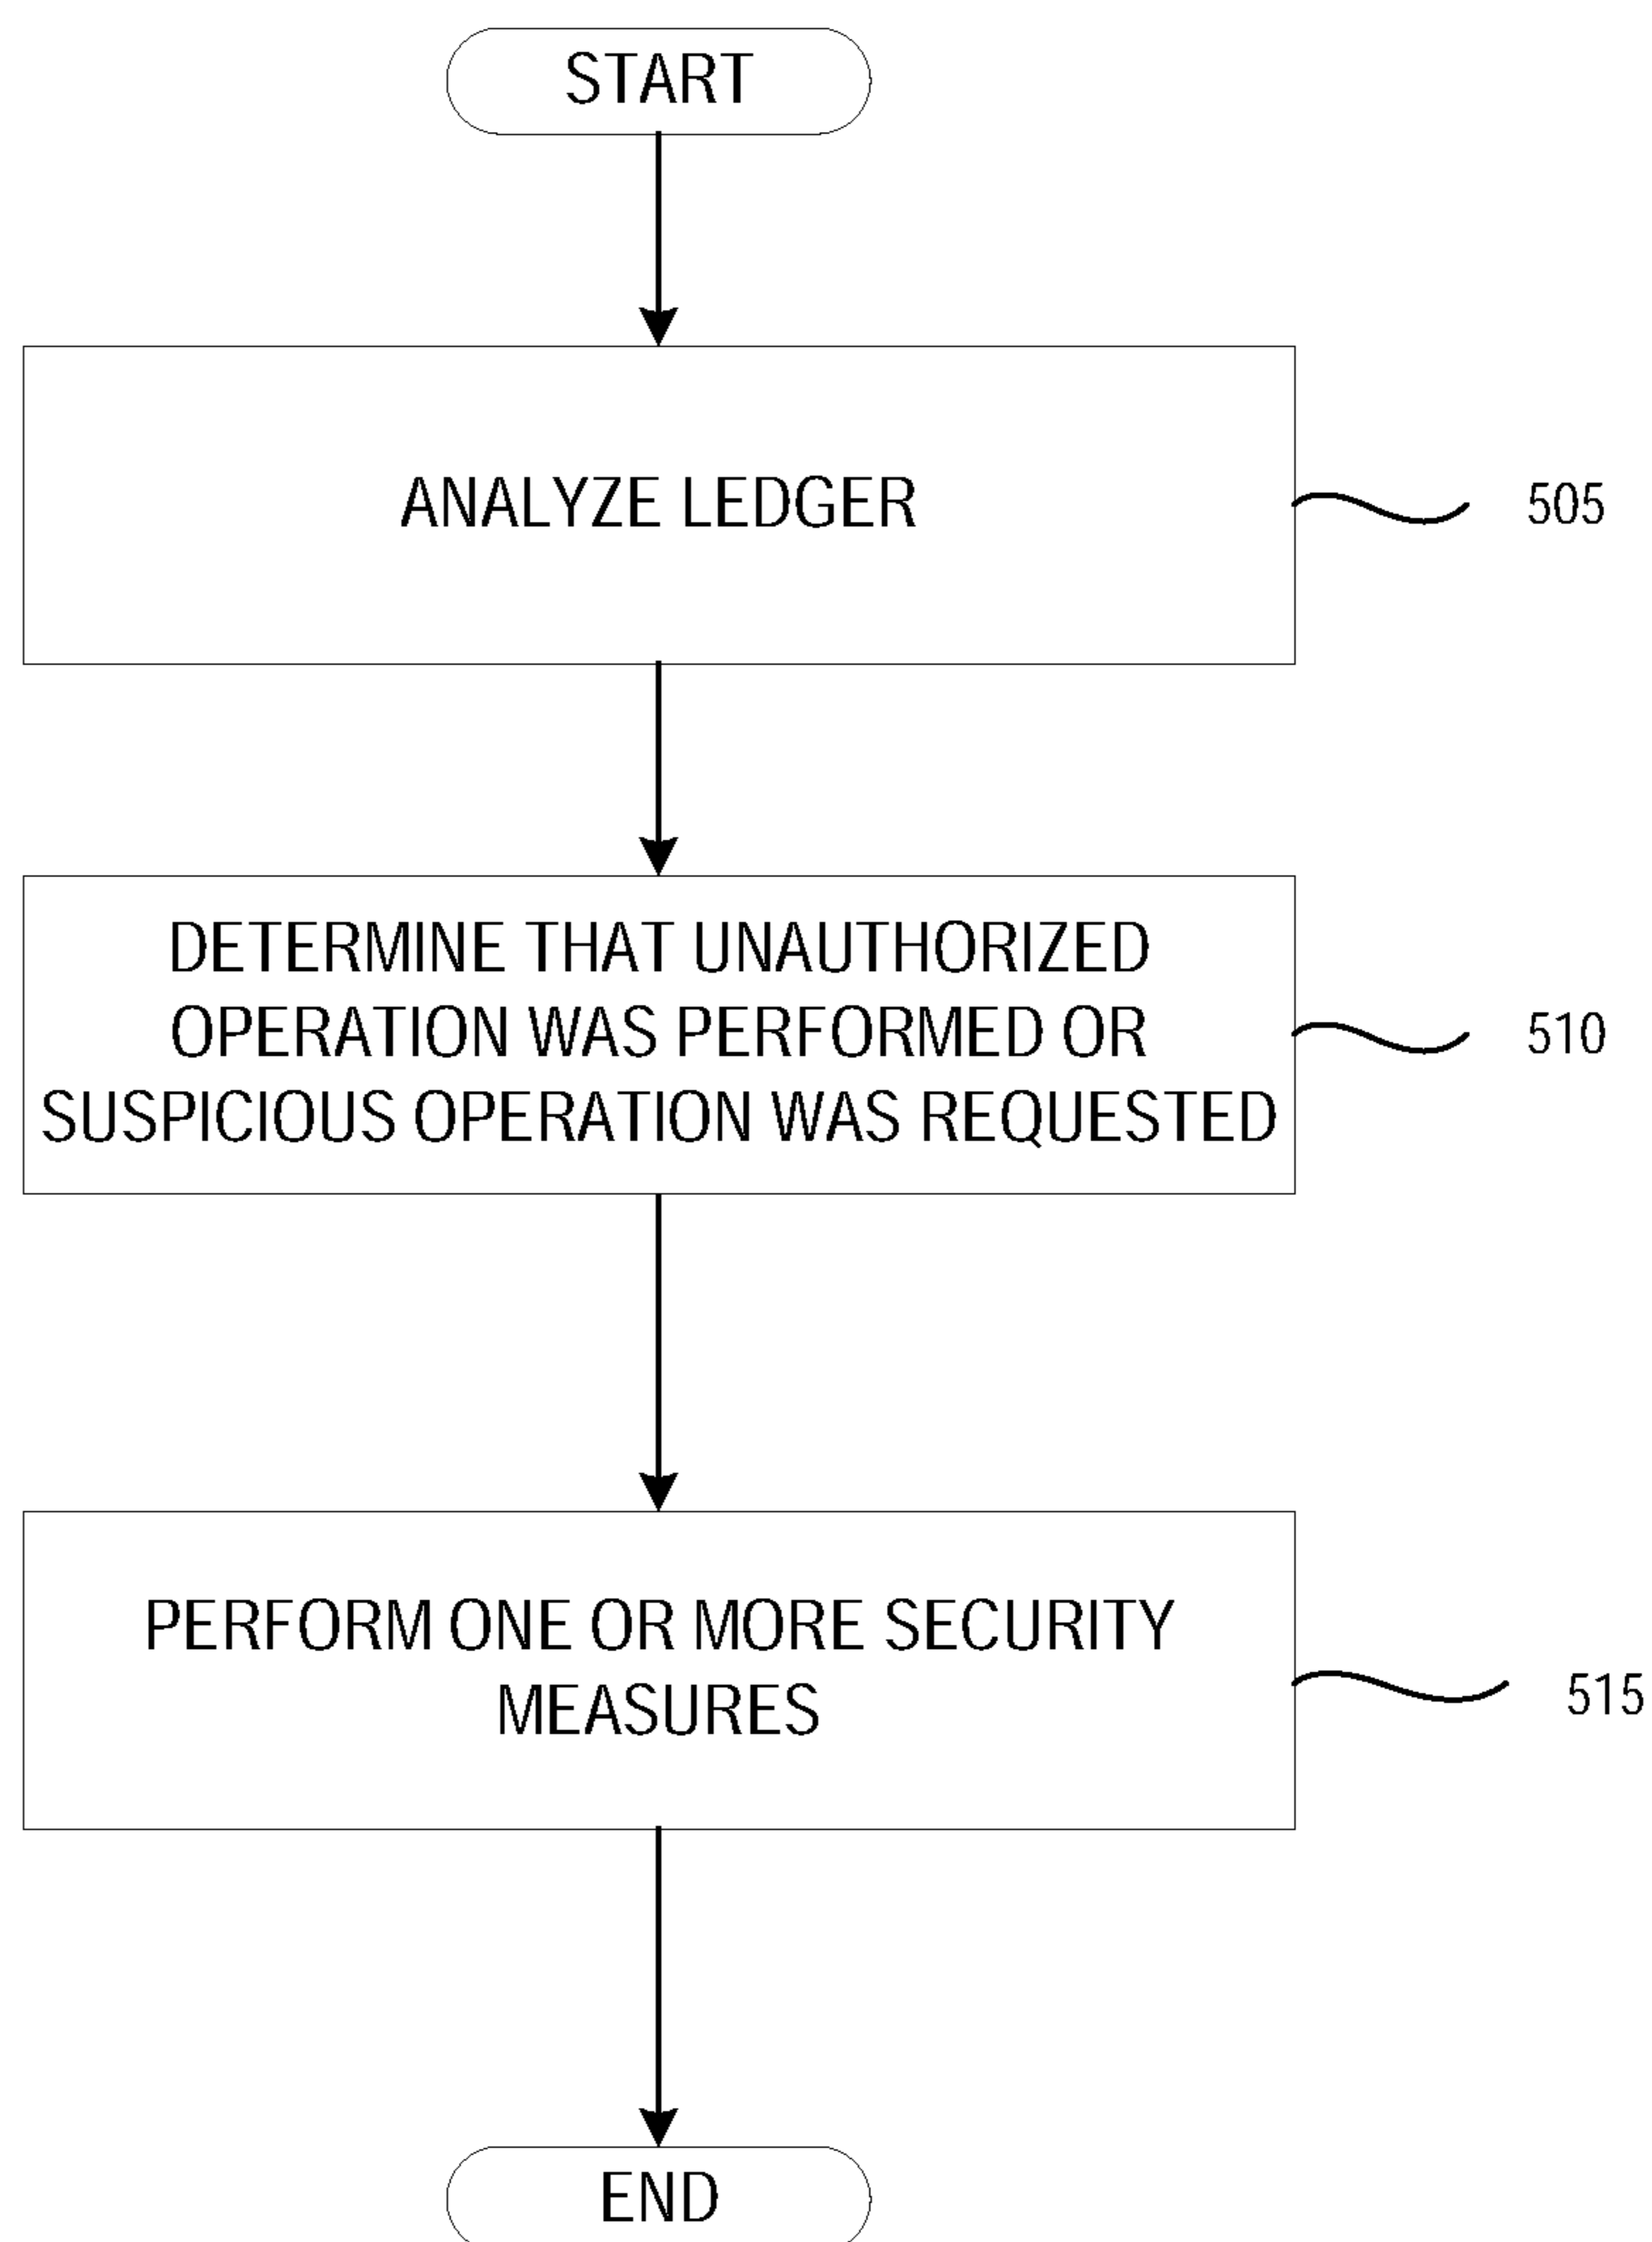 START
ANALYZE LEDGER
505
DETERMINE THAT UNAUTHORIZED
OPERATION WAS PERFORMED OR
SUSPICIOUS OPERATION WAS REQUESTED
510
PERFORM ONE OR MORE SECURITY
MEASURES
515
END